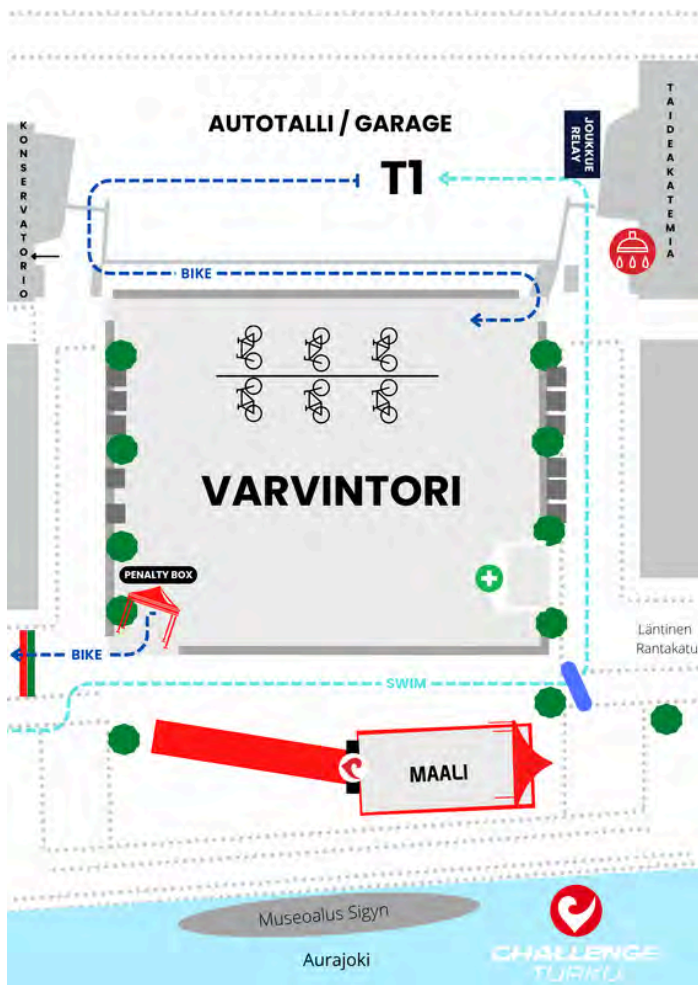 KONSERVATORIO
AUTOTALLI / GARAGE
JOUKKUE
RELAY
TAIDEAKATEMIA
T1
BIKE
VARVINTORI
PENALTY BOX
BIKE
Läntinen
Rantakatu
SWIM
MAALI
Museoalus Sigyn
Aurajoki
CHALLENGE
TURKU